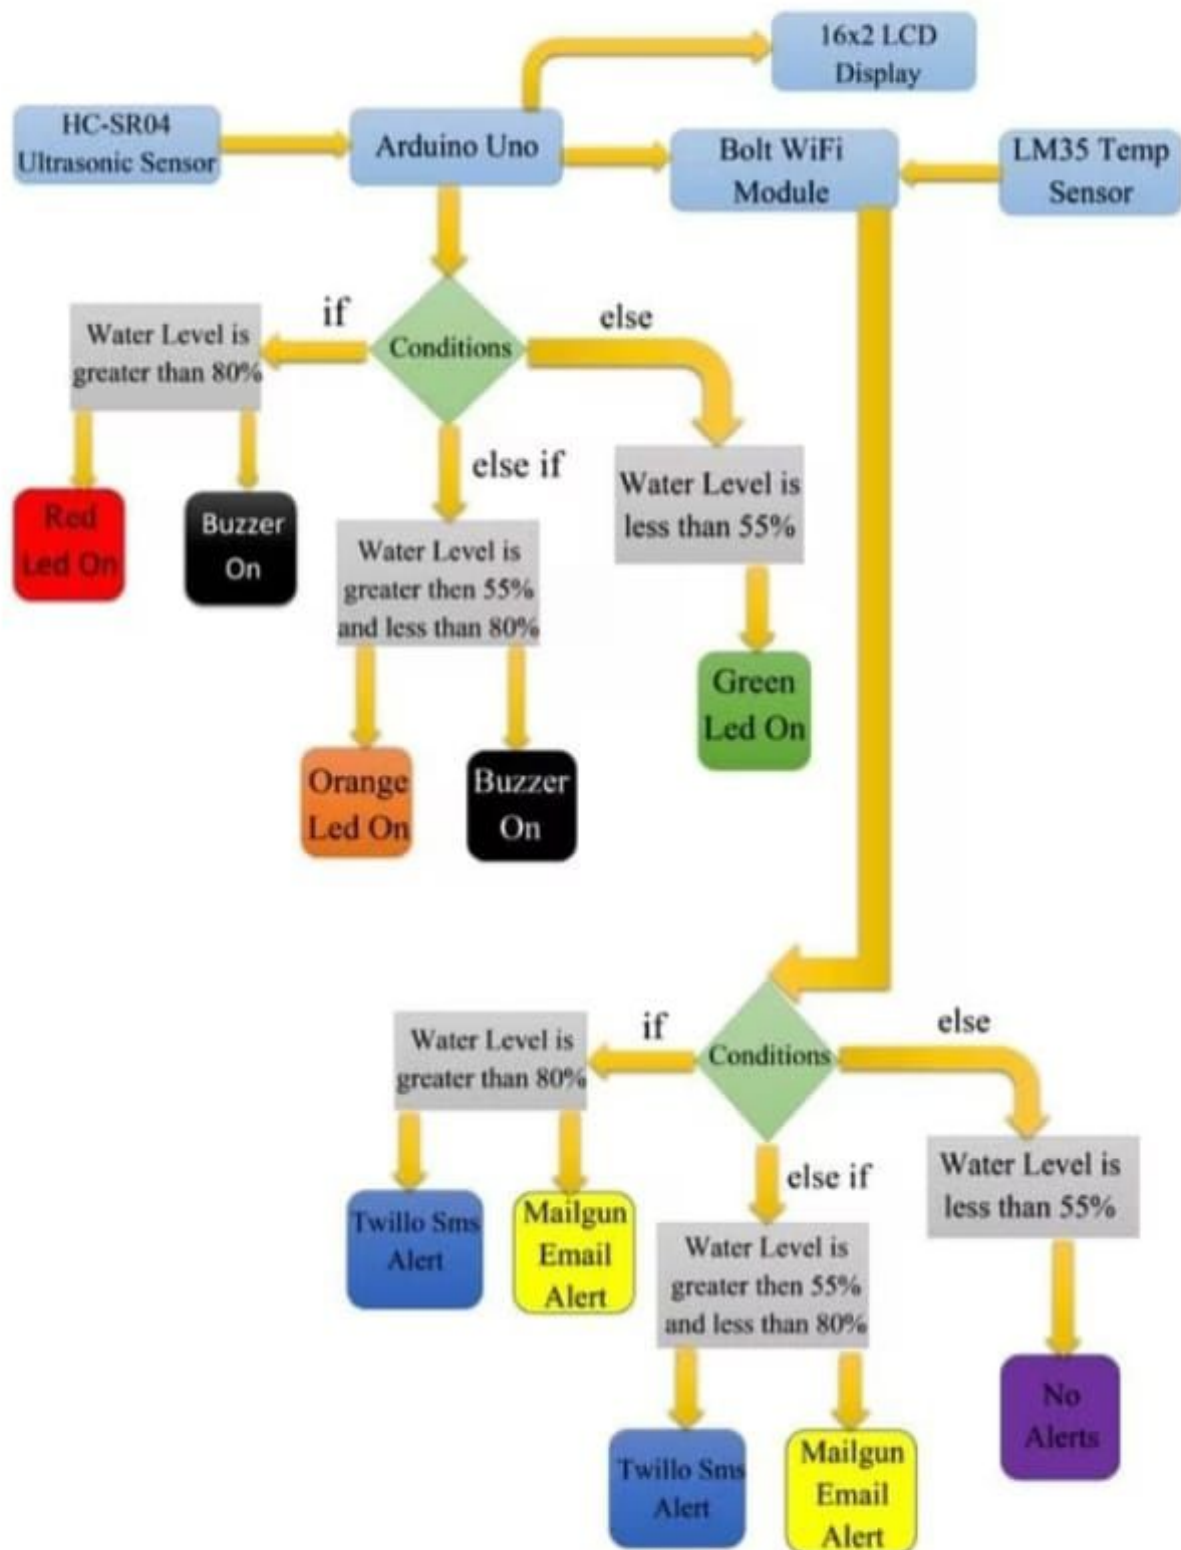 16x2 LCD
Display
HC-SR04
Ultrasonic Sensor
Arduino Uno
Bolt WiFi
Module
LM35 Temp
Sensor
if
else
Water Level is
greater than 80%
Conditions
else if
Water Level is
less than 55%
Red
Led On
Buzzer
On
Water Level is
greater then 55%
and less than 80%
Green
Led On
Orange
Led On
Buzzer
On
if
else
Water Level is
greater than 80%
Conditions
else if
Water Level is
less than 55%
Twillo Sms
Alert
Mailgun
Email
Alert
Water Level is
greater then 55%
and less than 80%
No
Alerts
Twillo Sms
Alert
Mailgun
Email
Alert